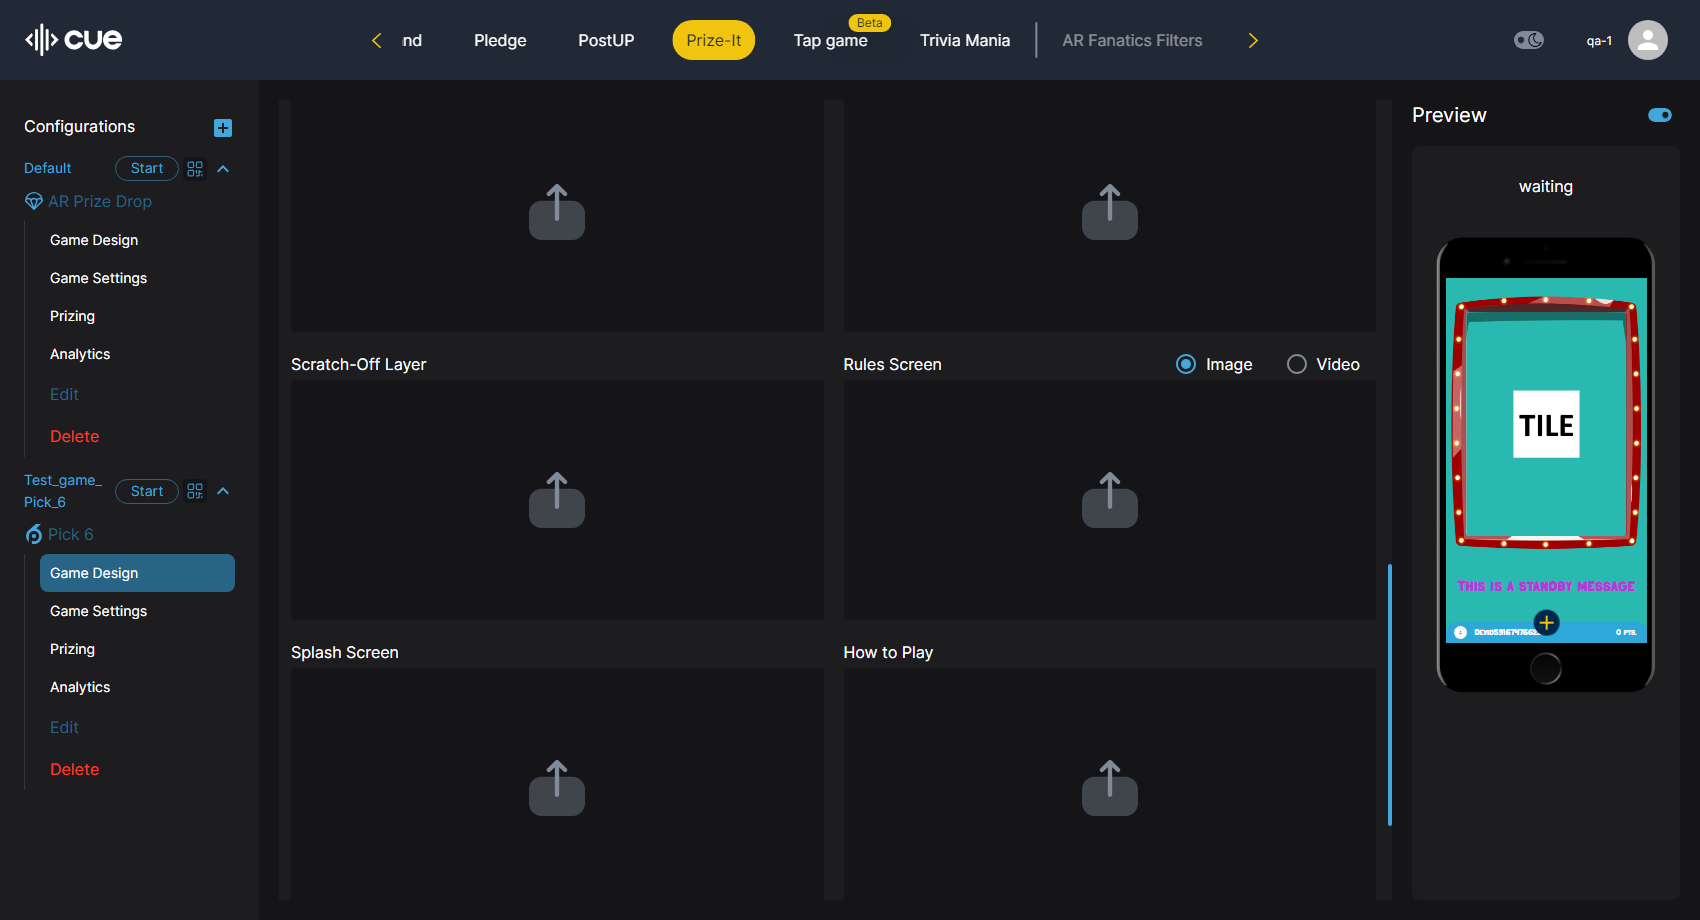 cue
nd
Pledge
PostUP
Prize-It
Beta
Tap game
Trivia Mania
AR Fanatics Filters
qa-1
Configurations
Default
Start
AR Prize Drop
Game Design
Game Settings
Prizing
Analytics
Edit
Delete
Test_game_
Pick_6
Start
Pick 6
Game Design
Game Settings
Prizing
Analytics
Edit
Delete
Scratch-Off Layer
Rules Screen
Image
Video
Splash Screen
How to Play
Preview
waiting
TILE
THIS IS A STANDBY MESSAGE
0 PTS.